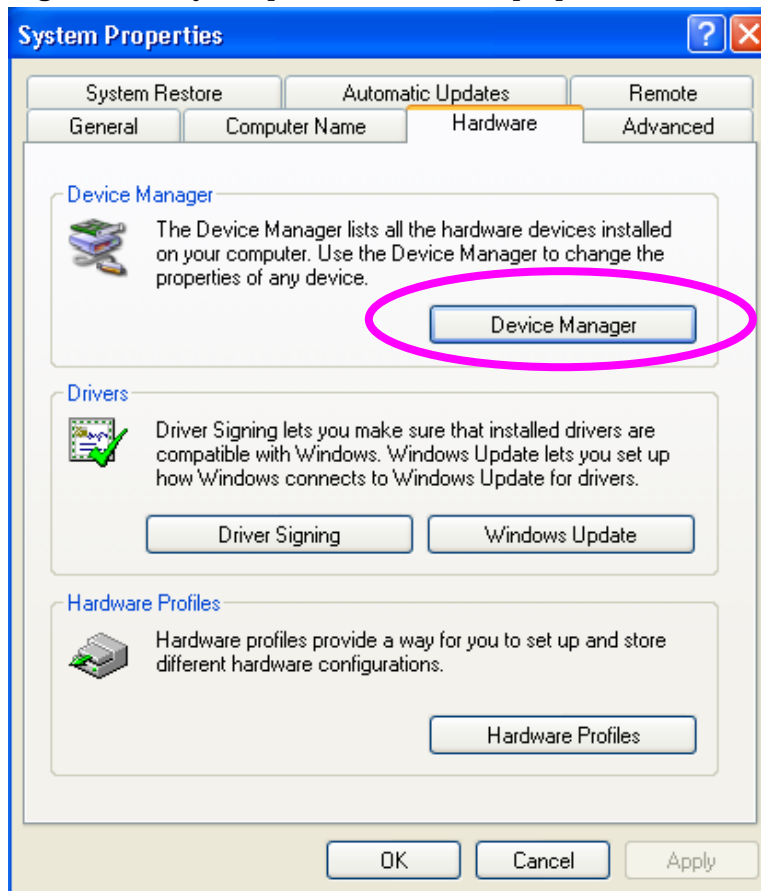 System Properties
System Restore Automatic Updates Remote
General Computer Name Hardware Advanced
Device Manager
The Device Manager lists all the hardware devices installed
on your computer. Use the Device Manager to change the
properties of any device.
Device Manager
Drivers
Driver Signing lets you make sure that installed drivers are
compatible with Windows. Windows Update lets you set up
how Windows connects to Windows Update for drivers.
Driver Signing Windows Update
Hardware Profiles
Hardware profiles provide a way for you to set up and store
different hardware configurations.
Hardware Profiles
OK Cancel Apply